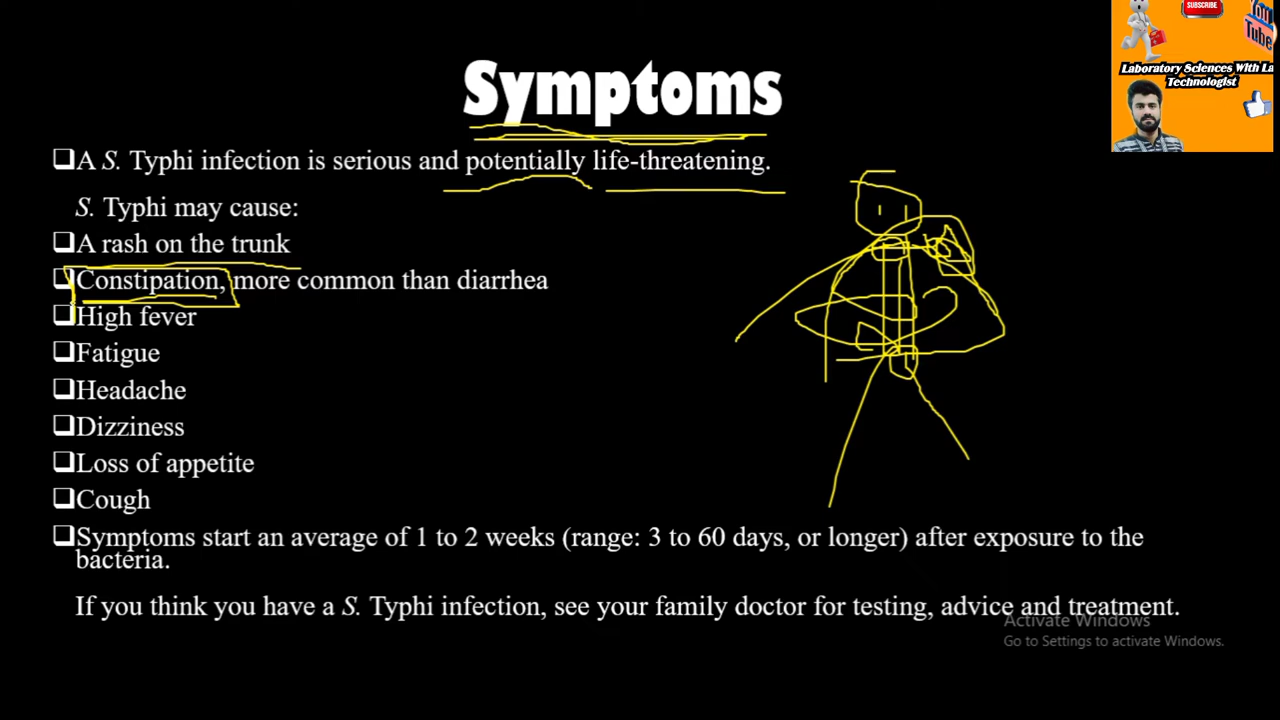 SUBSCRIBE
You
Tube
Laboratory Sciences With La
Technologist
Symptoms
❑A S. Typhi infection is serious and potentially life-threatening.
S. Typhi may cause:
❑A rash on the trunk
❑Constipation, more common than diarrhea
❑High fever
❑Fatigue
❑Headache
❑Dizziness
❑Loss of appetite
❑Cough
❑Symptoms start an average of 1 to 2 weeks (range: 3 to 60 days, or longer) after exposure to the
bacteria.
If you think you have a S. Typhi infection, see your family doctor for testing, advice and treatment.
Activate Windows
Go to Settings to activate Windows.